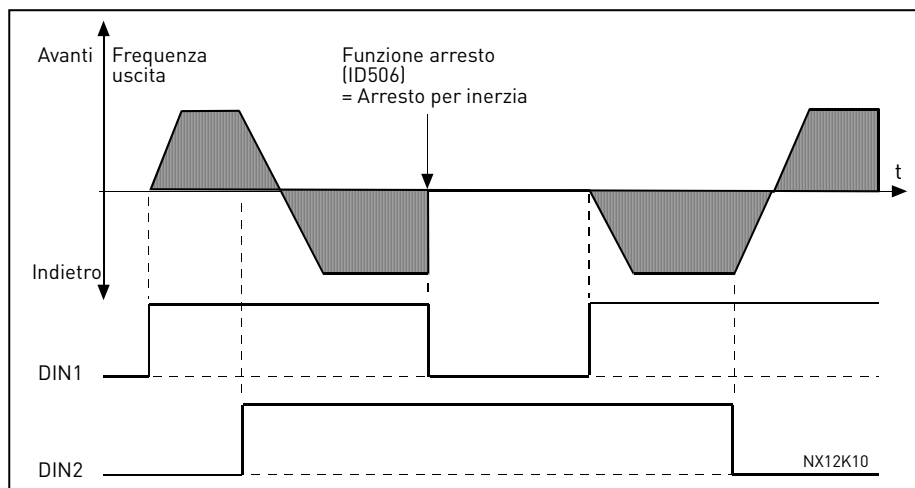 Avanti
Frequenza
uscita
Funzione arresto
(ID506)
= Arresto per inerzia
t
Indietro
DIN1
DIN2
NX12K10